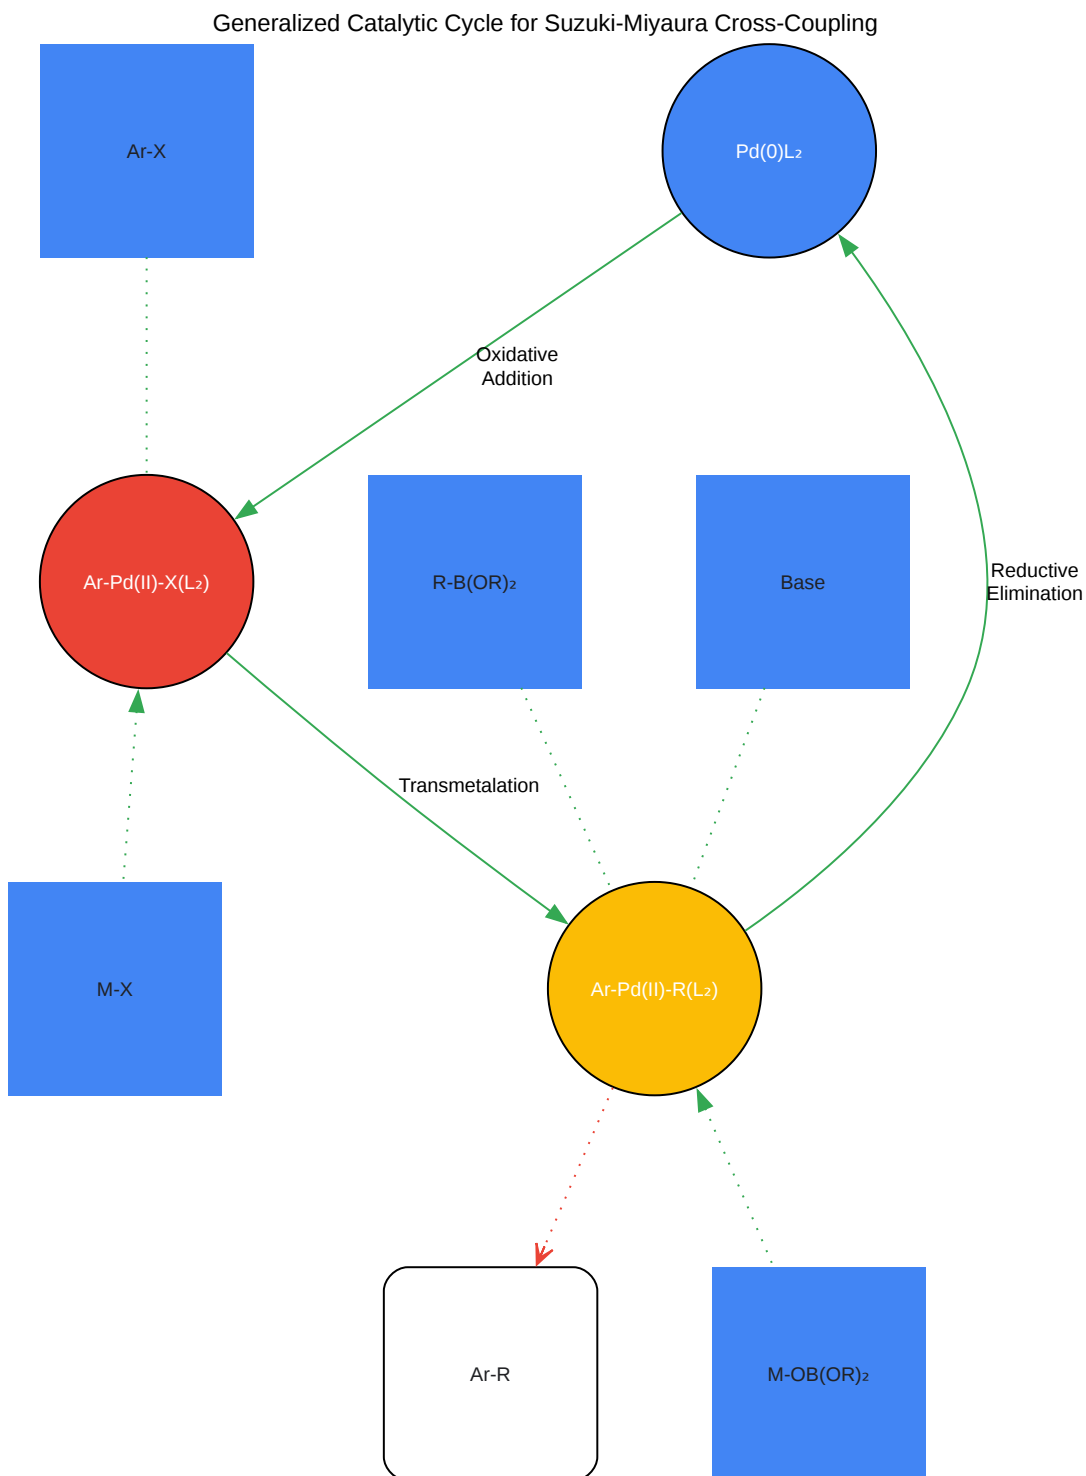 Generalized Catalytic Cycle for Suzuki-Miyaura Cross-Coupling
Ar-X
Pd(0)L₂
Oxidative
Addition
Ar-Pd(II)-X(L₂)
R-B(OR)₂
Base
Reductive
Elimination
Transmetalation
M-X
Ar-Pd(II)-R(L₂)
Ar-R
M-OB(OR)₂